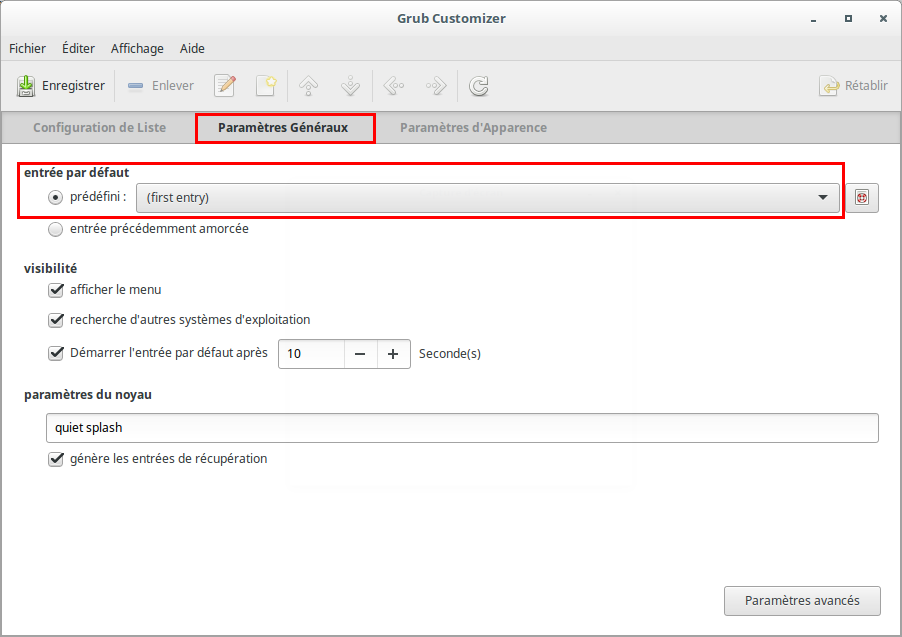 Grub Customizer
Fichier Éditer Affichage Aide
Enregistrer Enlever Rétablir
Configuration de Liste Paramètres Généraux Paramètres d'Apparence
entrée par défaut
prédéfini : (first entry)
entrée précédemment amorcée
visibilité
afficher le menu
recherche d'autres systèmes d'exploitation
Démarrer l'entrée par défaut après 10 Seconde(s)
paramètres du noyau
quiet splash
génère les entrées de récupération
Paramètres avancés